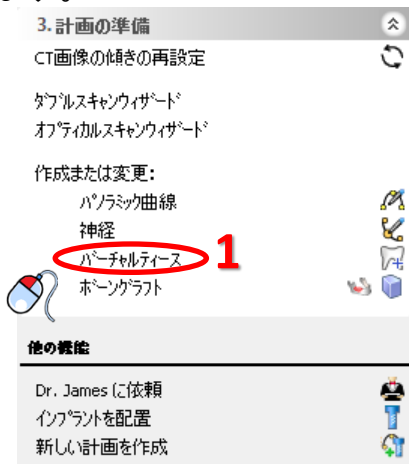 3. 計画の準備
CT画像の傾きの再設定
ダブルスキャンウィザード
オプティカルスキャンウィザード
作成または変更:
パノラミック曲線
神経
バーチャルティース 1
ボーングラフト
他の機能
Dr. James に依頼
インプラントを配置
新しい計画を作成